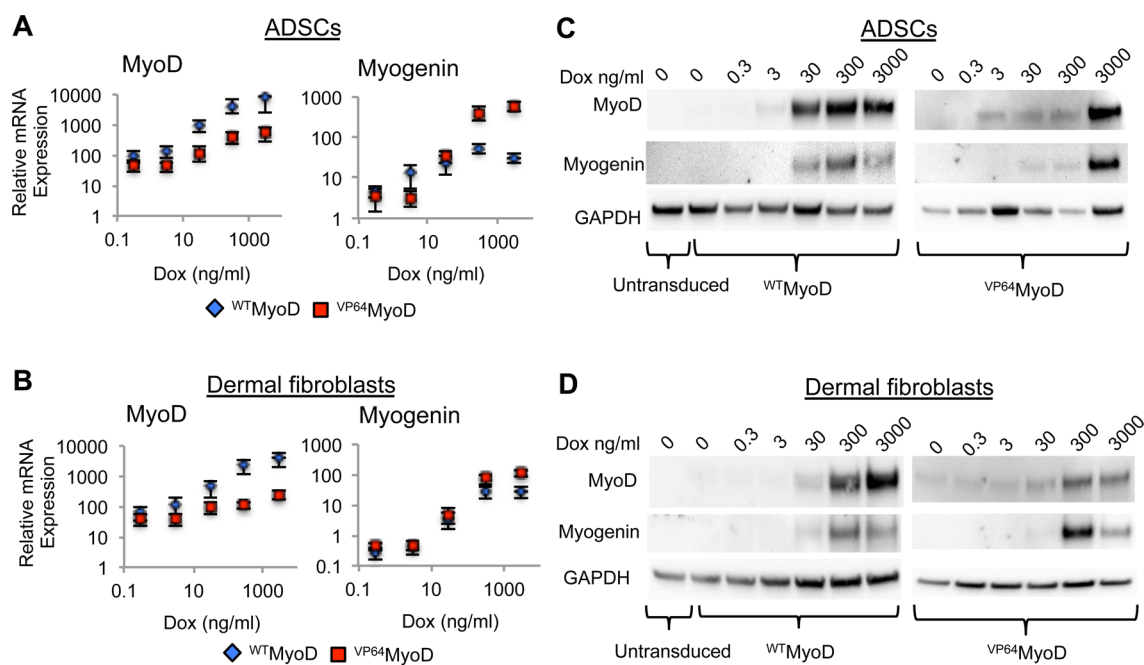 A
ADSCs
MyoD
Myogenin
Relative mRNA
Expression
10000
1000
100
10
1
0.1 10 1000
Dox (ng/ml)
1000
100
10
1
0.1 10 1000
Dox (ng/ml)
WTMyoD VP64MyoD
B
Dermal fibroblasts
MyoD
Myogenin
Relative mRNA
Expression
10000
1000
100
10
1
0.1 10 1000
Dox (ng/ml)
1000
100
10
1
0.1
0.1 10 1000
Dox (ng/ml)
WTMyoD VP64MyoD
C
ADSCs
Dox ng/ml 0 0 0.3 3 30 300 3000 0 0.3 3 30 300 3000
MyoD
Myogenin
GAPDH
Untransduced WTMyoD VP64MyoD
D
Dermal fibroblasts
Dox ng/ml 0 0 0.3 3 30 300 3000 0 0.3 3 30 300 3000
MyoD
Myogenin
GAPDH
Untransduced WTMyoD VP64MyoD